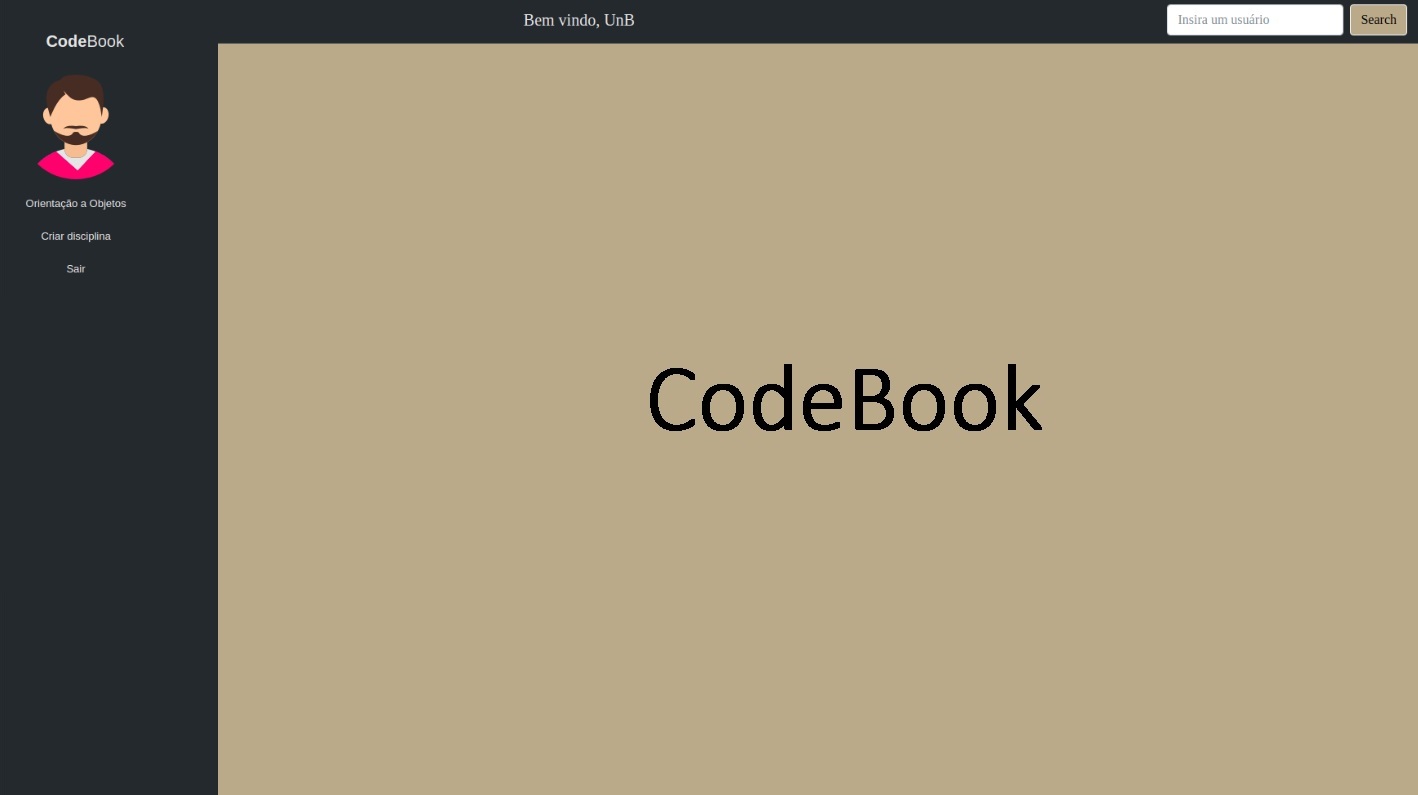 Bem vindo, UnB
Insira um usuário
Search
CodeBook
Orientação a Objetos
Criar disciplina
Sair
CodeBook